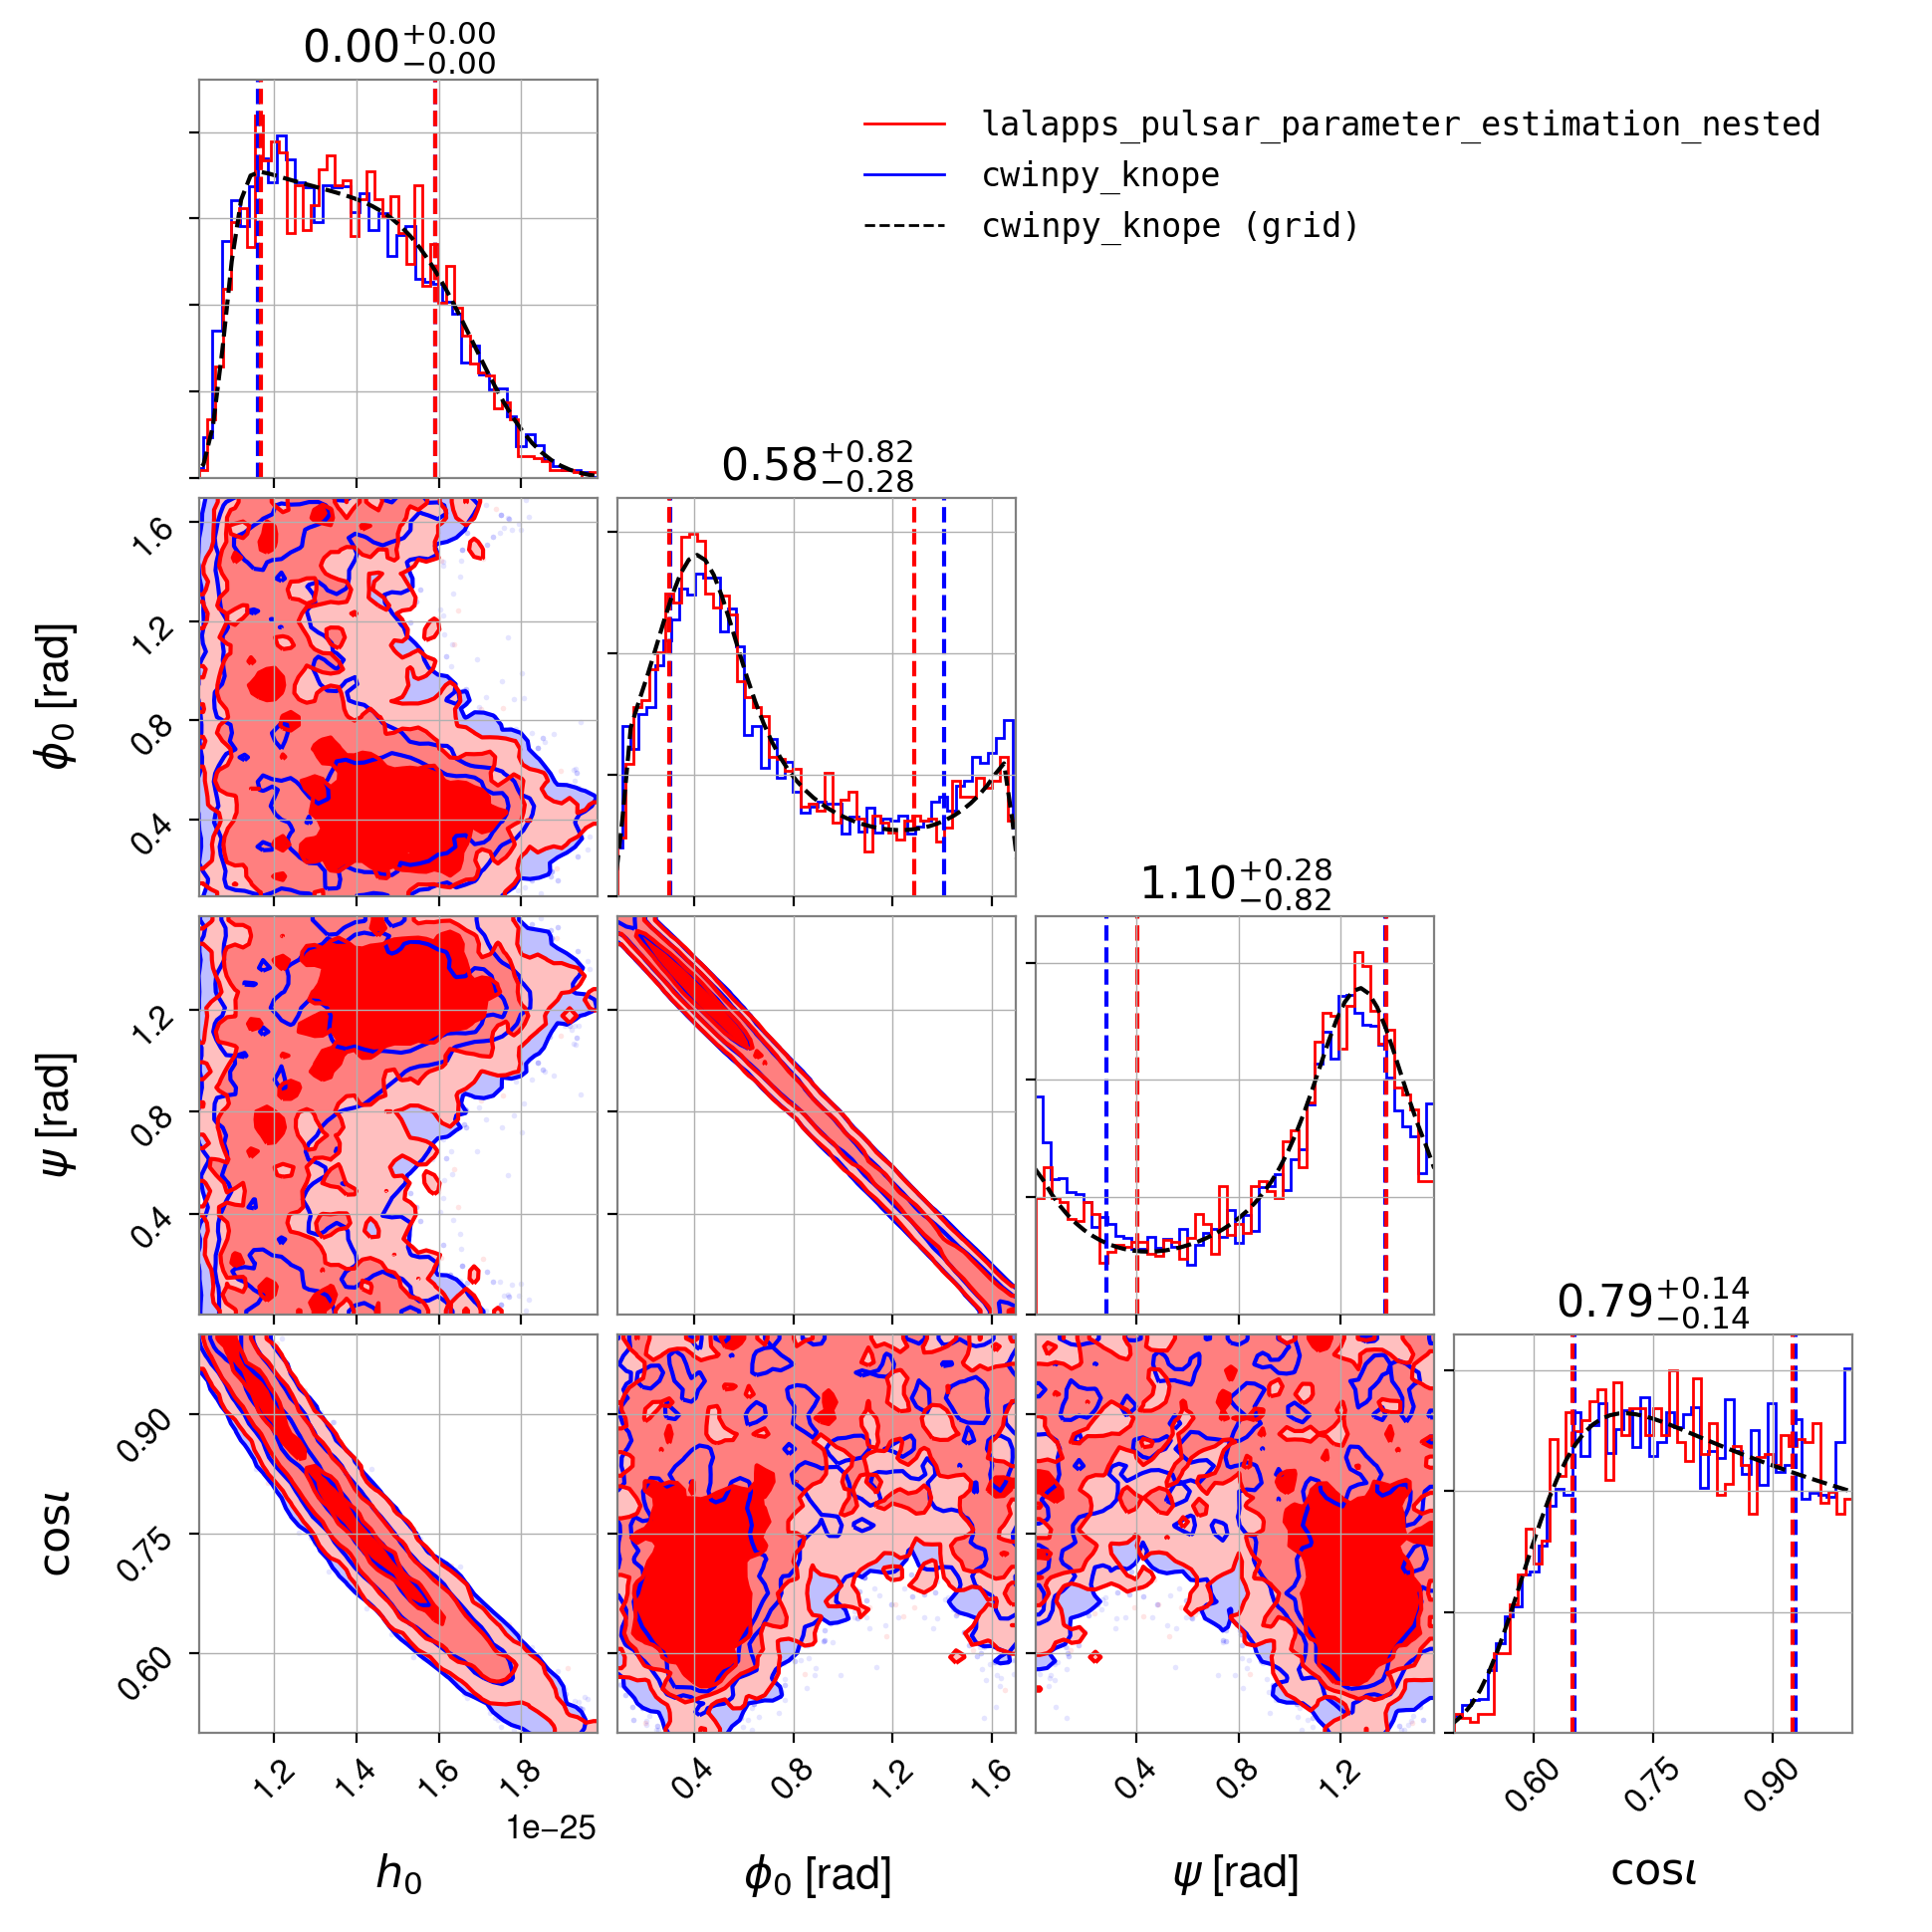 0.00+0.00−0.00
lalapps_pulsar_parameter_estimation_nested
cwinpy_knope
cwinpy_knope (grid)
0.58+0.82−0.28
ϕ0 [rad]
1.6
1.2
0.8
0.4
1.10+0.28−0.82
ψ [rad]
1.2
0.8
0.4
0.79+0.14−0.14
cosι
0.90
0.75
0.60
1.2 1.4 1.6 1.8
0.4 0.8 1.2 1.6
0.4 0.8 1.2
0.60 0.75 0.90
1e−25
h0
ϕ0 [rad]
ψ [rad]
cosι